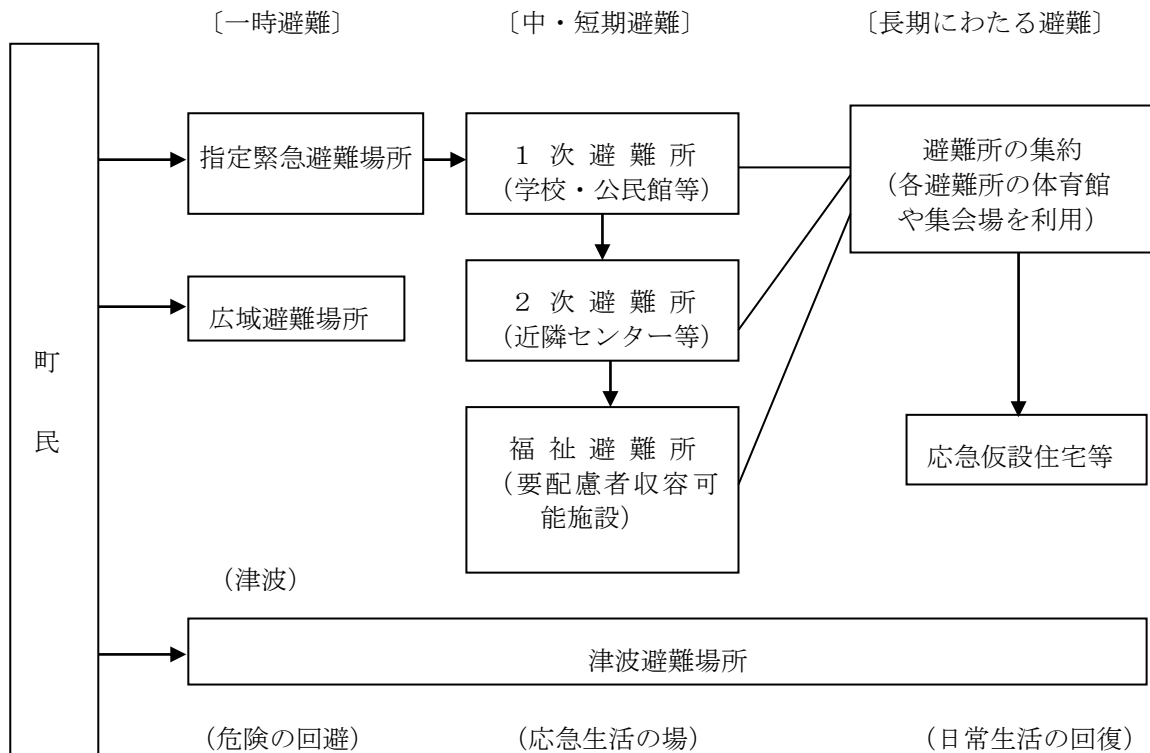 〔一時避難〕
〔中・短期避難〕
〔長期にわたる避難〕
町
民
指定緊急避難場所
１次避難所
（学校・公民館等）
避難所の集約
（各避難所の体育館
や集会場を利用）
広域避難場所
２次避難所
（近隣センター等）
福祉避難所
（要配慮者収容可
能施設）
応急仮設住宅等
（津波）
津波避難場所
（危険の回避）
（応急生活の場）
（日常生活の回復）